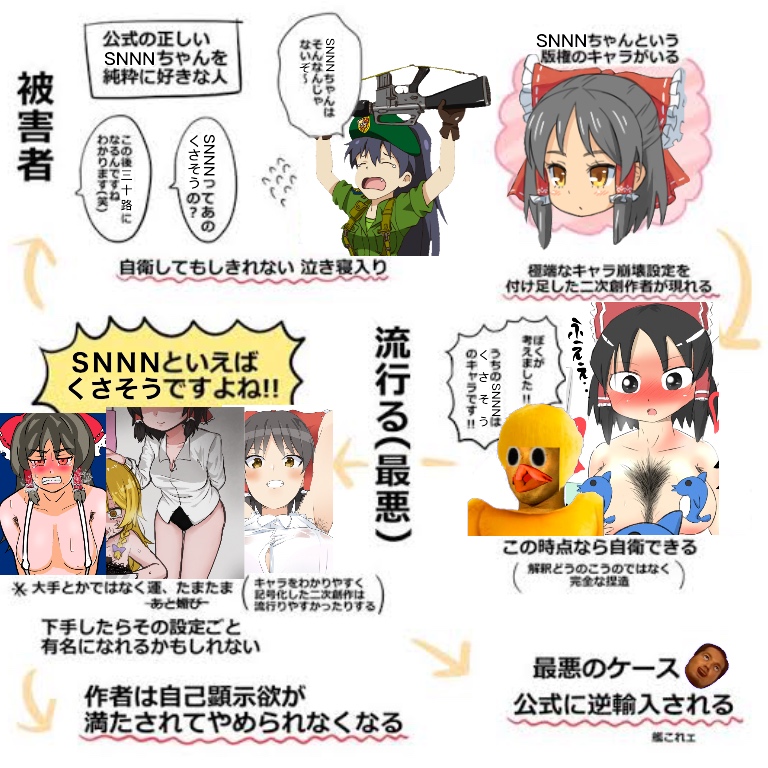 SNNNちゃんという
版権のキャラがいる
極端なキャラ崩壊設定を
付け足した二次創作者が現れる
ふぇぇ…
ぼくが
考えました!!
うちのSNNNは
くさそう
のキャラです!!
この時点なら自衛できる
(解釈どうのこうのではなく
完全な捏造)
流行る(最悪)
SNNNといえば
くさそうですよね!!
※大手とかではなく運、たまたま
あと媚び
(キャラをわかりやすく
記号化した二次創作は
流行りやすかったりする)
下手したらその設定ごと
有名になれるかもしれない
被害者
公式の正しい
SNNNちゃんを
純粋に好きな人
SNNNちゃんは
そんなんじゃ
ないぞ〜
SNNNってあの
くさそうの?
この後三十路に
なるんですね
わかります(笑)
自衛してもしきれない 泣き寝入り
作者は自己顕示欲が
満たされてやめられなくなる
最悪のケース
公式に逆輸入される
艦これェ